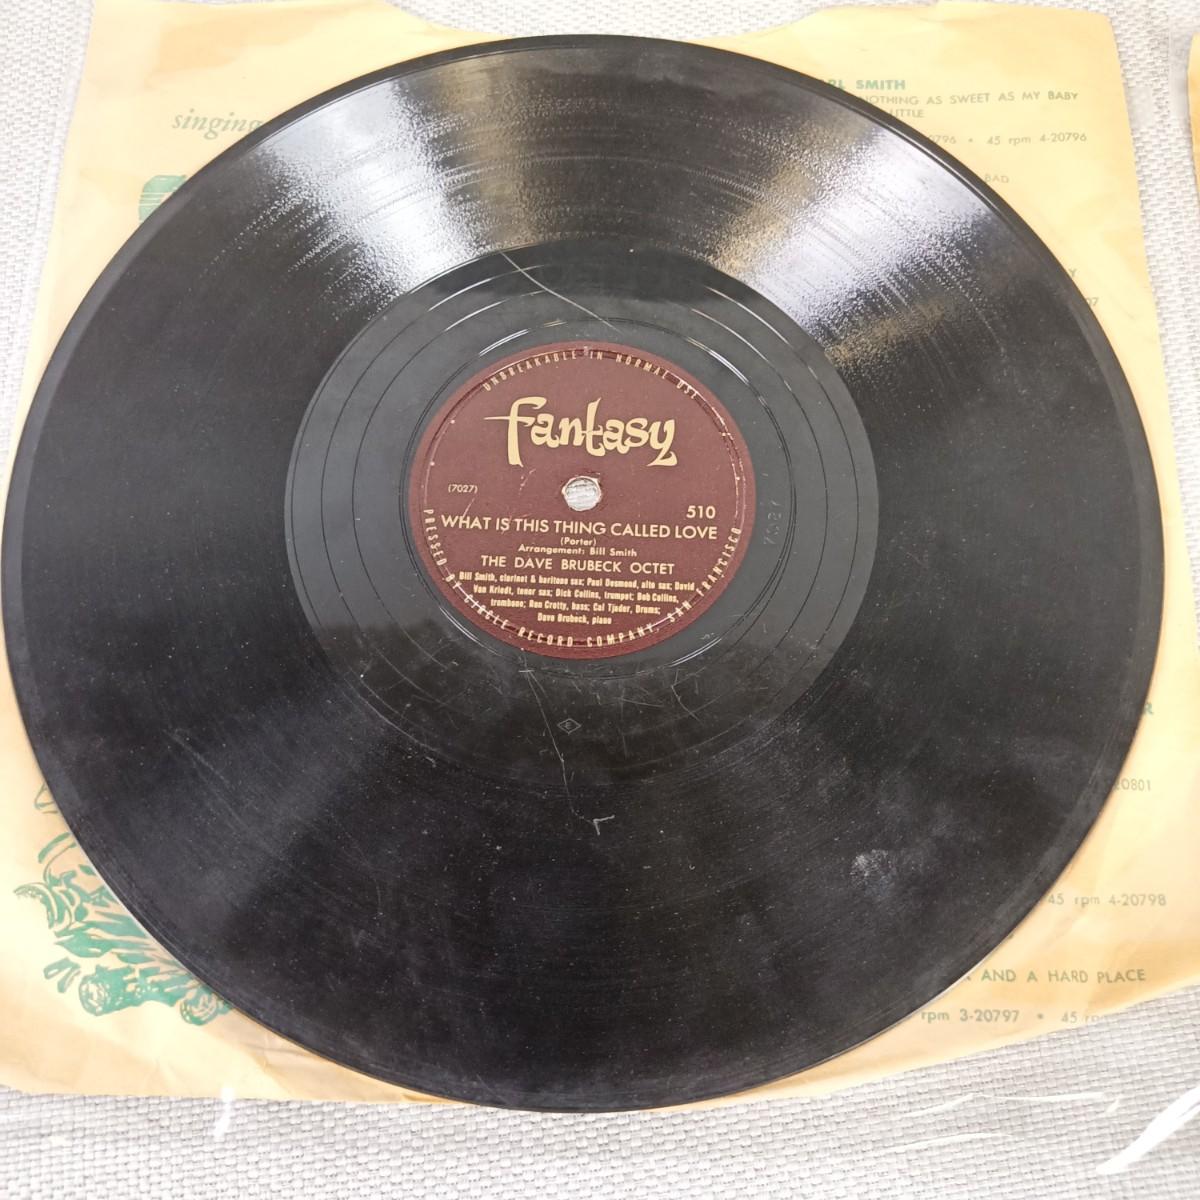 singing
SMITH
NOTHING AS SWEET AS MY BABY
LITTLE
45 rpm 4-20796
BAD
UNBREAKABLE IN NORMAL USE
fantasy
(7027)
510
WHAT IS THIS THING CALLED LOVE
(Porter)
Arrangement: Bill Smith
THE DAVE BRUBECK OCTET
Bill Smith, clarinet & baritone sax; Paul Desmond, alto sax; David
Van Kriedt, tenor sax; Dick Collins, trumpet; Bob Collins,
trombone; Ron Crotty, bass; Cal Tjader, Drums;
Dave Brubeck, piano
PRESSED BY CIRCLE RECORD COMPANY, SAN FRANCISCO
45 rpm 4-20798
AND A HARD PLACE
rpm 3-20797 • 45